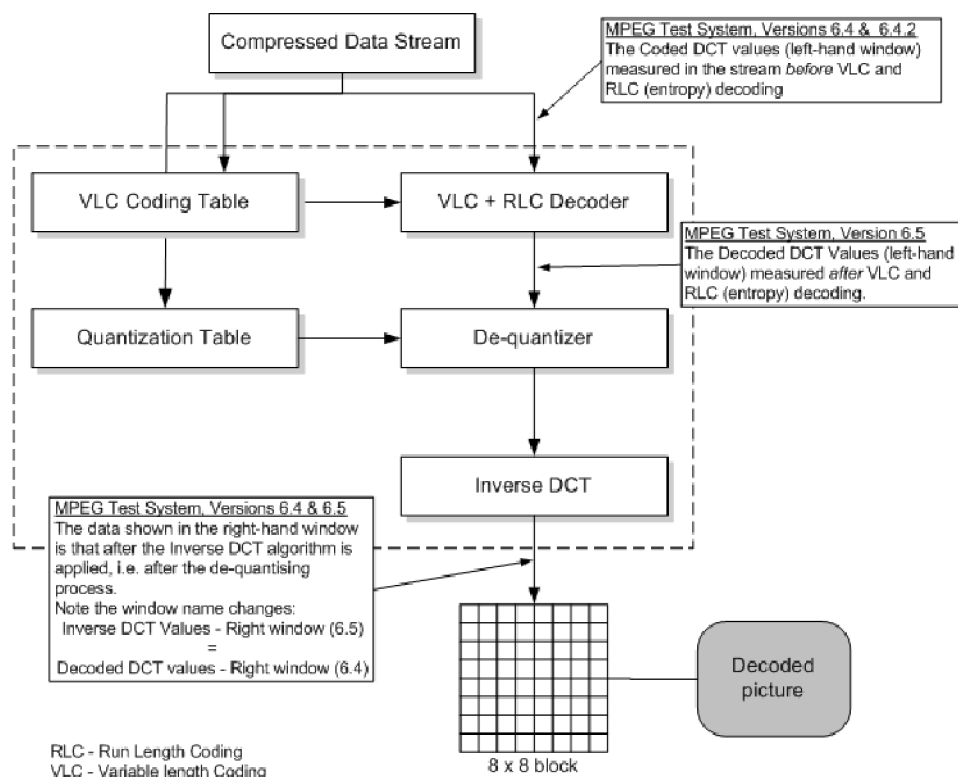 Compressed Data Stream
MPEG Test System, Versions 6.4 & 6.4.2
The Coded DCT values (left-hand window)
measured in the stream before VLC and
RLC (entropy) decoding
VLC Coding Table
VLC + RLC Decoder
MPEG Test System, Version 6.5
The Decoded DCT Values (left-hand
window) measured after VLC and
RLC (entropy) decoding.
Quantization Table
De-quantizer
Inverse DCT
MPEG Test System, Versions 6.4 & 6.5
The data shown in the right-hand window
is that after the Inverse DCT algorithm is
applied, i.e. after the de-quantising
process.
Note the window name changes:
Inverse DCT Values - Right window (6.5)
=
Decoded DCT values - Right window (6.4)
Decoded
picture
8 x 8 block
RLC - Run Length Coding
VLC - Variable length Coding